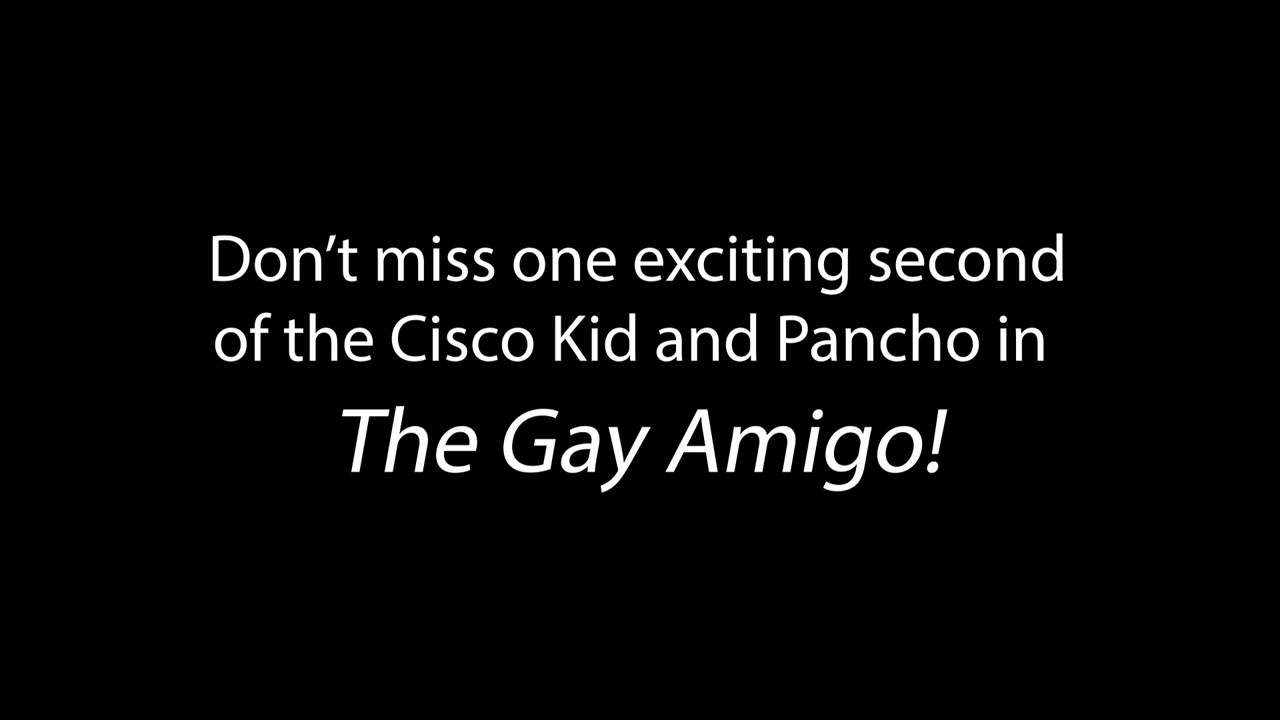 Don’t miss one exciting second
of the Cisco Kid and Pancho in
The Gay Amigo!